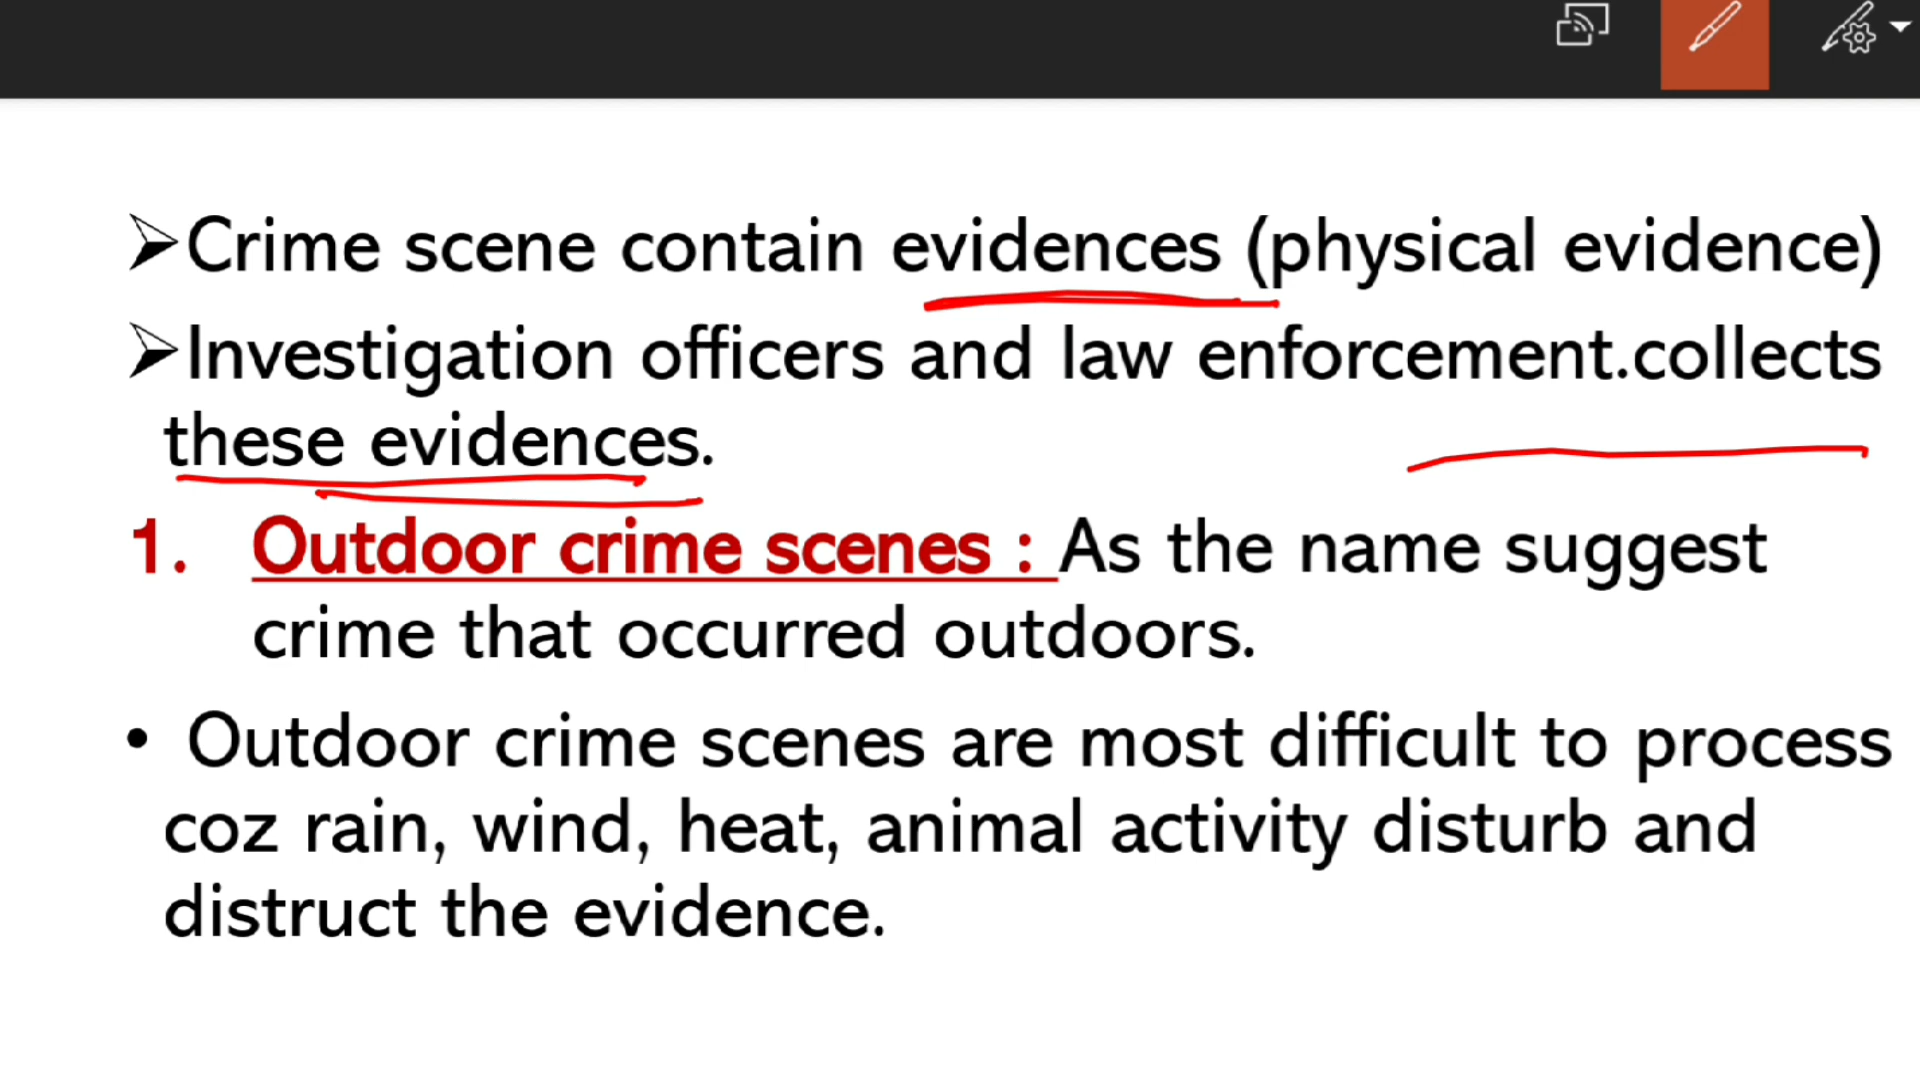 ➢Crime scene contain evidences (physical evidence)
➢Investigation officers and law enforcement.collects
these evidences.
1. Outdoor crime scenes : As the name suggest
crime that occurred outdoors.
• Outdoor crime scenes are most difficult to process
coz rain, wind, heat, animal activity disturb and
distruct the evidence.